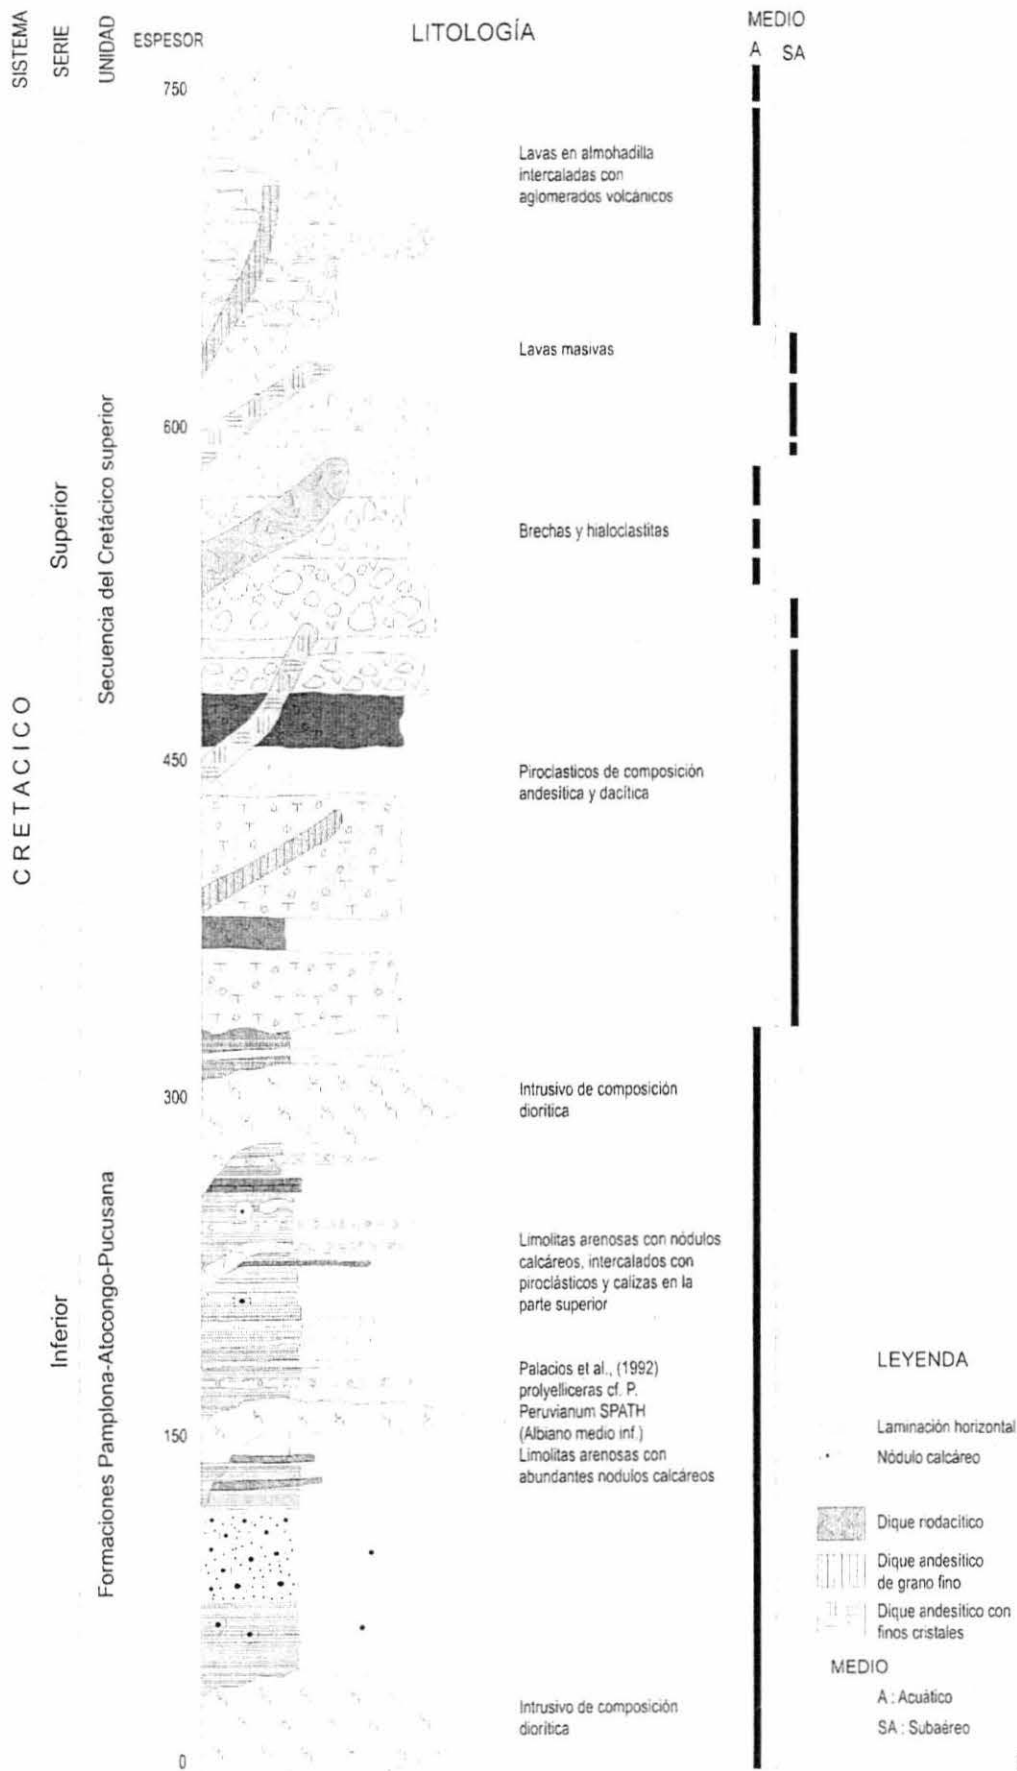 SISTEMA
SERIE
UNIDAD
ESPESOR
LITOLOGÍA
MEDIO
A SA
750
Lavas en almohadilla
intercaladas con
aglomerados volcánicos
Lavas masivas
600
Brechas y hialoclastitas
Superior
Secuencia del Cretácico superior
CRETACICO
450
Piroclasticos de composición
andesítica y dacítica
300
Intrusivo de composición
diorítica
Limolitas arenosas con nódulos
calcáreos, intercalados con
piroclásticos y calizas en la
parte superior
Inferior
Formaciones Pamplona-Atocongo-Pucusana
Palacios et al., (1992)
prolyelliceras cf. P.
Peruvianum SPATH
(Albiano medio inf.)
150
Limolitas arenosas con
abundantes nodulos calcáreos
Intrusivo de composición
diorítica
0
LEYENDA
Laminación horizontal
Nódulo calcáreo
Dique riodacítico
Dique andesítico
de grano fino
Dique andesítico con
finos cristales
MEDIO
A : Acuático
SA : Subaéreo